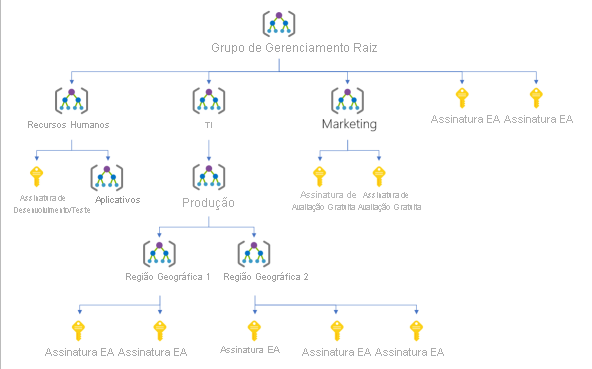 Grupo de Gerenciamento Raiz
Recursos Humanos
TI
Marketing
Assinatura EA
Assinatura EA
Assinatura de
Desenvolvimento/Teste
Aplicativos
Produção
Assinatura de
Avaliação Gratuita
Assinatura de
Avaliação Gratuita
Região Geográfica 1
Região Geográfica 2
Assinatura EA
Assinatura EA
Assinatura EA
Assinatura EA
Assinatura EA